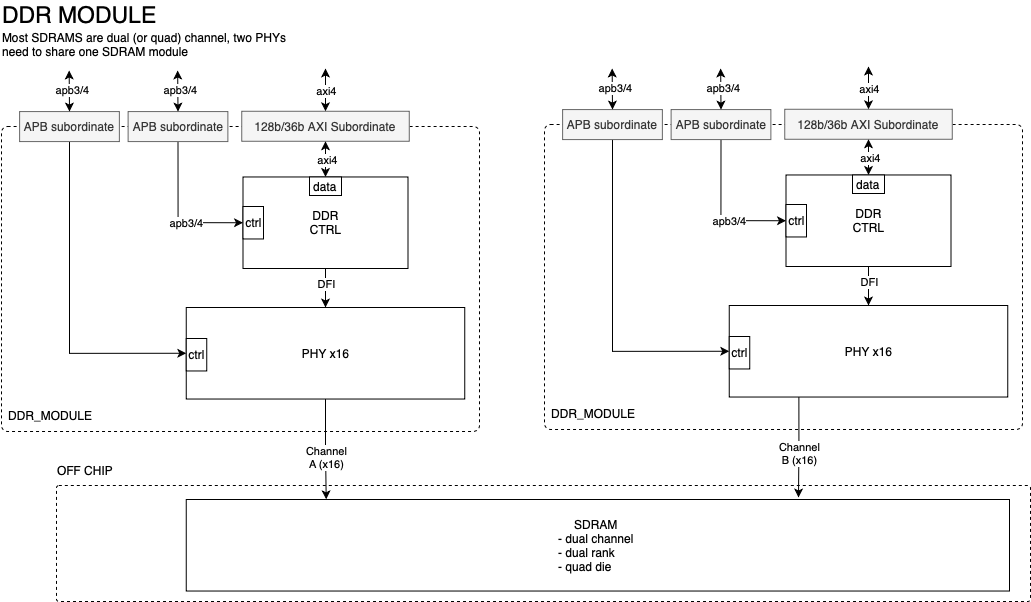 DDR MODULE
Most SDRAMS are dual (or quad) channel, two PHYs
need to share one SDRAM module
apb3/4
apb3/4
axi4
APB subordinate
APB subordinate
128b/36b AXI Subordinate
axi4
data
DDR
CTRL
apb3/4
ctrl
DFI
PHY x16
ctrl
DDR_MODULE
Channel
A (x16)
apb3/4
apb3/4
axi4
APB subordinate
APB subordinate
128b/36b AXI Subordinate
axi4
data
DDR
CTRL
apb3/4
ctrl
DFI
PHY x16
ctrl
DDR_MODULE
Channel
B (x16)
OFF CHIP
SDRAM
- dual channel
- dual rank
- quad die